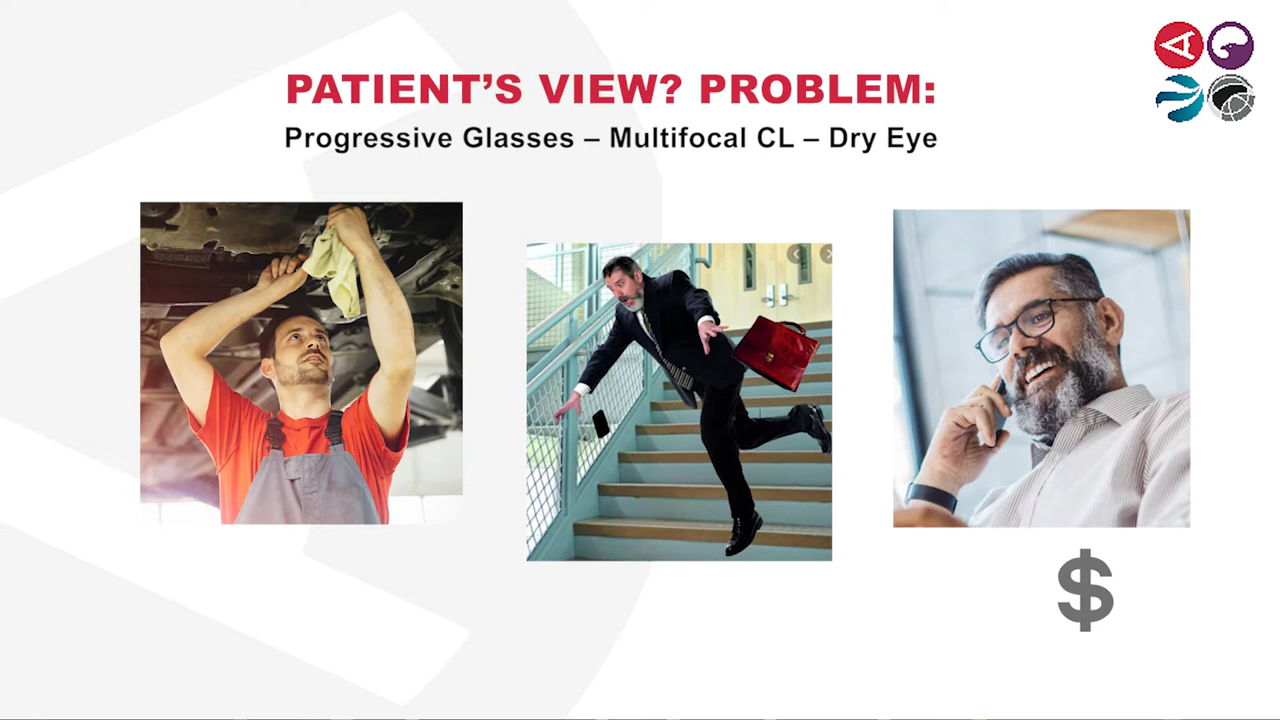 PATIENT’S VIEW? PROBLEM:
Progressive Glasses – Multifocal CL – Dry Eye
$